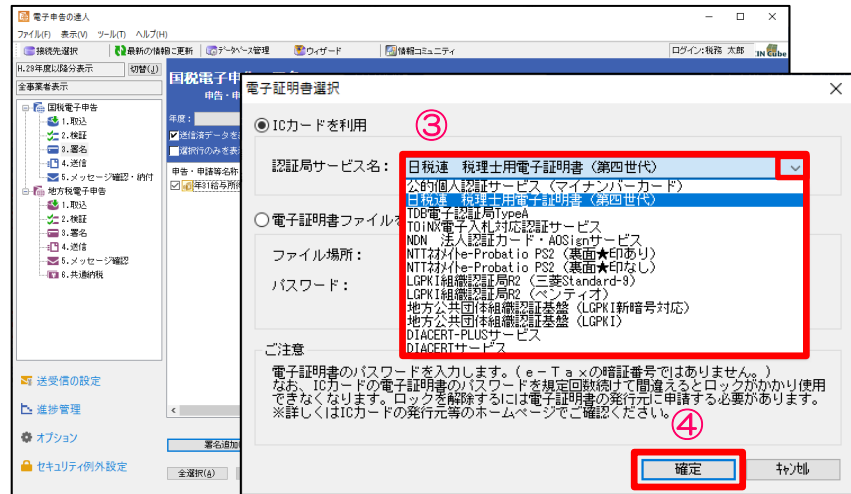 電子申告の達人
ファイル(F) 表示(V) ツール(T) ヘルプ(H)
接続先選択 最新の情報に更新 データベース管理 ウィザード 情報コミュニティ ログイン:税務 太郎 IN Cube
H.29年度以降分表示 切替(J)
全事業者表示
国税電子申告
1.取込
2.検証
3.署名
4.送信
5.メッセージ確認・納付
地方税電子申告
1.取込
2.検証
3.署名
4.送信
5.メッセージ確認
6.共通納税
送受信の設定
進捗管理
オプション
セキュリティ例外設定
国税電子申
申告・申
年度:
送信済データを
選択行のみを表
申告・申請等名称
年31給与所得
署名追加
全選択(A)
電子証明書選択
ICカードを利用
③
認証局サービス名: 日税連 税理士用電子証明書(第四世代)
公的個人認証サービス(マイナンバーカード)
日税連 税理士用電子証明書(第四世代)
TDB電子認証局TypeA
TOiNX電子入札対応認証サービス
NDN 法人認証カード・AOSignサービス
NTTネオメイトe-Probatio PS2(裏面★印あり)
NTTネオメイトe-Probatio PS2(裏面★印なし)
LGPKI組織認証局R2(三菱Standard-9)
LGPKI組織認証局R2(ペンティオ)
地方公共団体組織認証基盤(LGPKI新暗号対応)
地方公共団体組織認証基盤(LGPKI)
DIACERT-PLUSサービス
DIACERTサービス
電子証明書ファイルを
ファイル場所:
パスワード:
ご注意
電子証明書のパスワードを入力します。(e-Taxの暗証番号ではありません。)
なお、ICカードの電子証明書のパスワードを規定回数続けて間違えるとロックがかかり使用
できなくなります。ロックを解除するには電子証明書の発行元に申請する必要があります。
※詳しくはICカードの発行元等のホームページでご確認ください。
④
確定 キャンセル